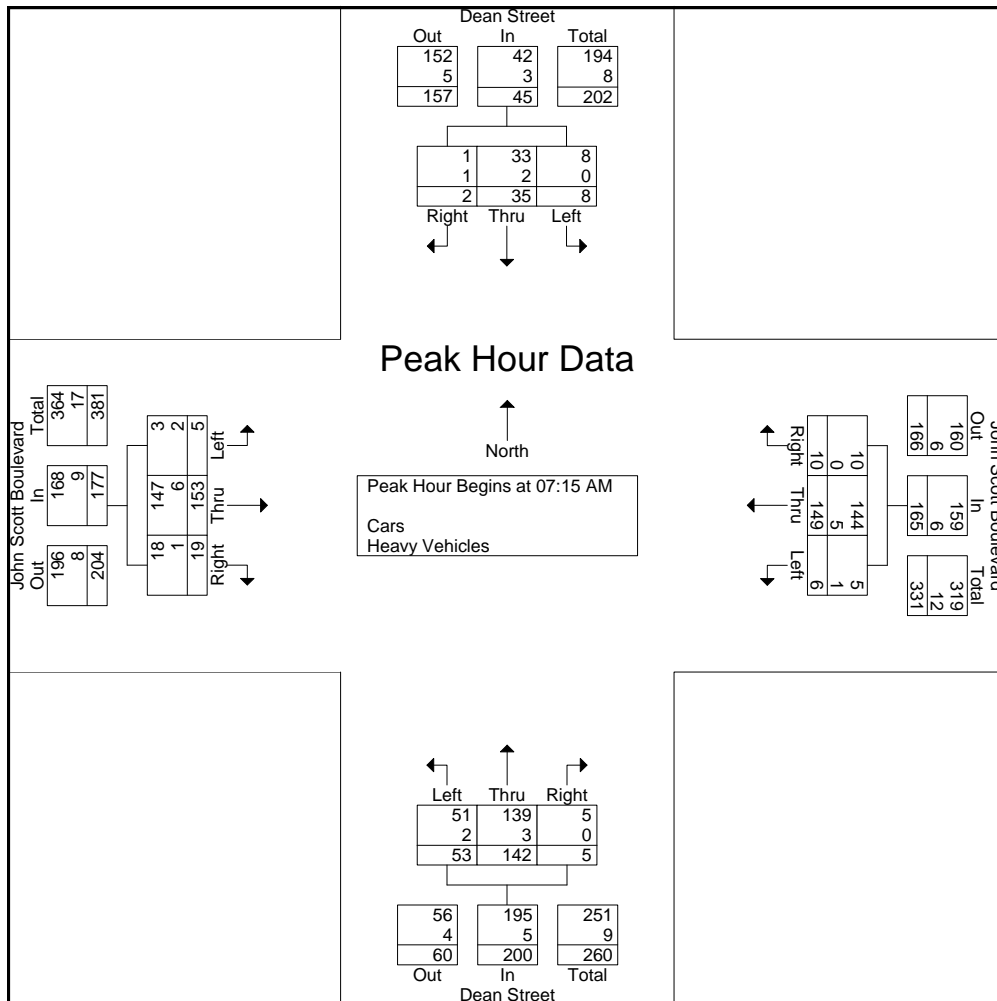 Dean Street
Out In Total
152 42 194
5 3 8
157 45 202
1 33 8
1 2 0
2 35 8
Right Thru Left
Peak Hour Data
North
Peak Hour Begins at 07:15 AM
Cars
Heavy Vehicles
John Scott Boulevard
Out In Total
196 168 364
8 9 17
204 177 381
3 147 18
2 6 1
5 153 19
Left Thru Right
John Scott Boulevard
Out In Total
160 159 319
6 6 12
166 165 331
10 144 5
0 5 1
10 149 6
Right Thru Left
Left Thru Right
51 139 5
2 3 0
53 142 5
56 195 251
4 5 9
60 200 260
Out In Total
Dean Street